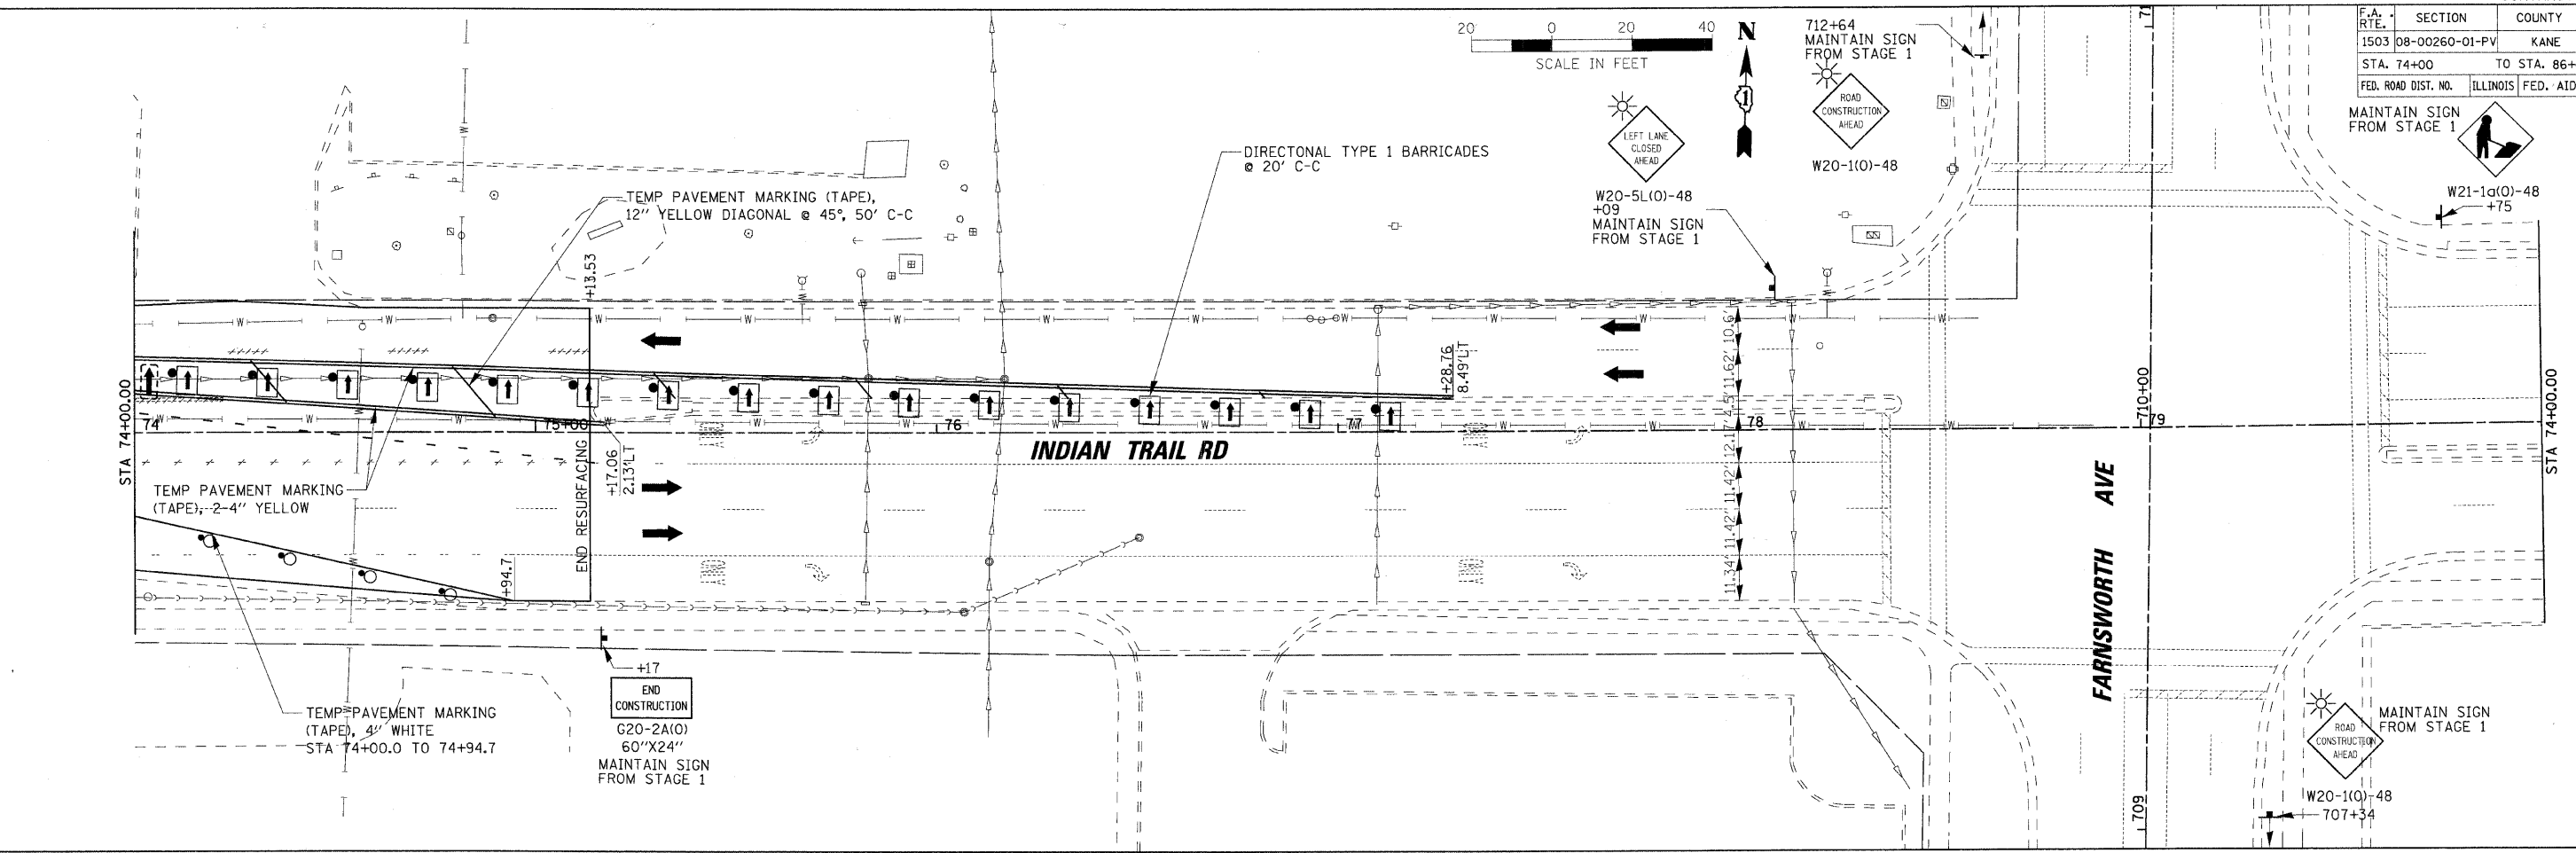 20 0 20 40
SCALE IN FEET
N
712+64
MAINTAIN SIGN
FROM STAGE 1
ROAD
CONSTRUCTION
AHEAD
W20-1(O)-48
LEFT LANE
CLOSED
AHEAD
W20-5L(O)-48
+09
MAINTAIN SIGN
FROM STAGE 1
71
F.A.
RTE. SECTION COUNTY
1503 08-00260-01-PV KANE
STA. 74+00 TO STA. 86+
FED. ROAD DIST. NO. ILLINOIS FED. AID
MAINTAIN SIGN
FROM STAGE 1
W21-1a(O)-48
+75
DIRECTONAL TYPE 1 BARRICADES
@ 20' C-C
TEMP PAVEMENT MARKING (TAPE),
12" YELLOW DIAGONAL @ 45°, 50' C-C
+13.53
STA 74+00.00
74 75+00 76 77 78 79
+28.76
8.49'LT
10.6' 11.62' 4.5' 12.17' 11.42' 11.42' 11.34'
710+00
STA 74+00.00
INDIAN TRAIL RD
TEMP PAVEMENT MARKING
(TAPE), 2-4" YELLOW
END RESURFACING
+17.06
2.13'LT
+94.7
FARNSWORTH AVE
+17
END
CONSTRUCTION
G20-2A(O)
60"X24"
MAINTAIN SIGN
FROM STAGE 1
TEMP PAVEMENT MARKING
(TAPE), 4" WHITE
STA 74+00.0 TO 74+94.7
709
ROAD
CONSTRUCTION
AHEAD
MAINTAIN SIGN
FROM STAGE 1
W20-1(O)-48
707+34